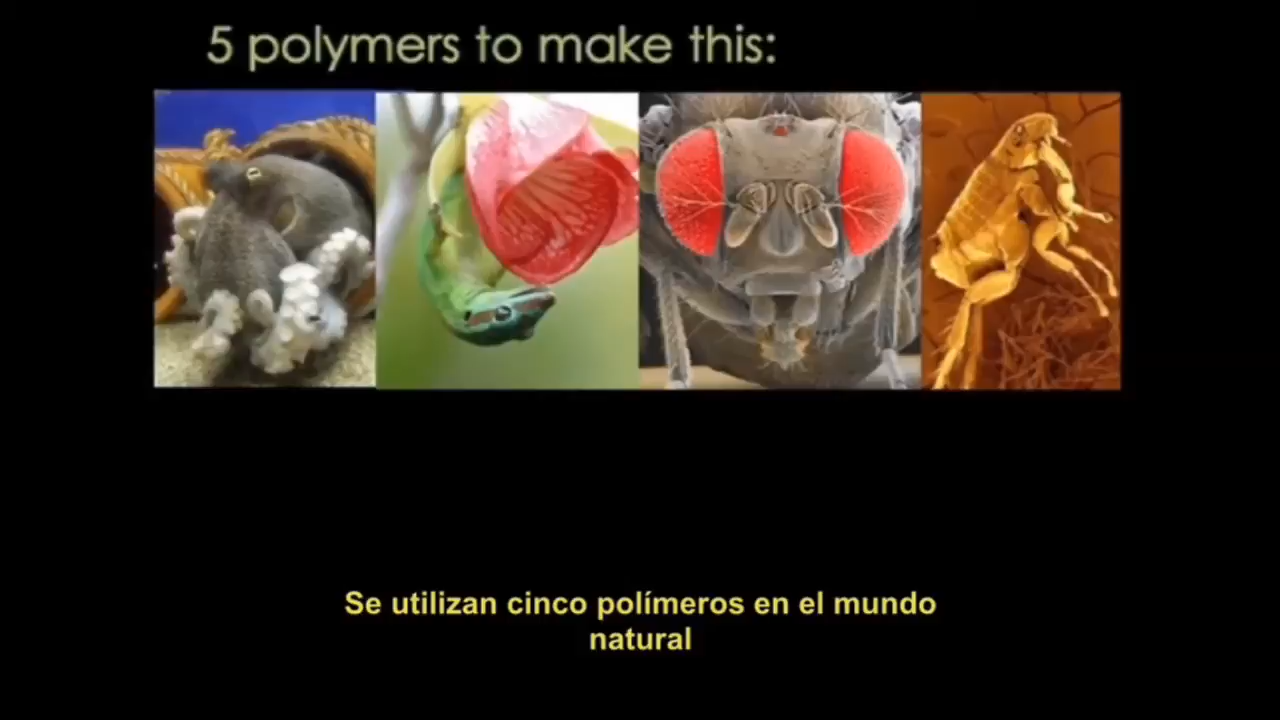 5 polymers to make this:
Se utilizan cinco polímeros en el mundo
natural